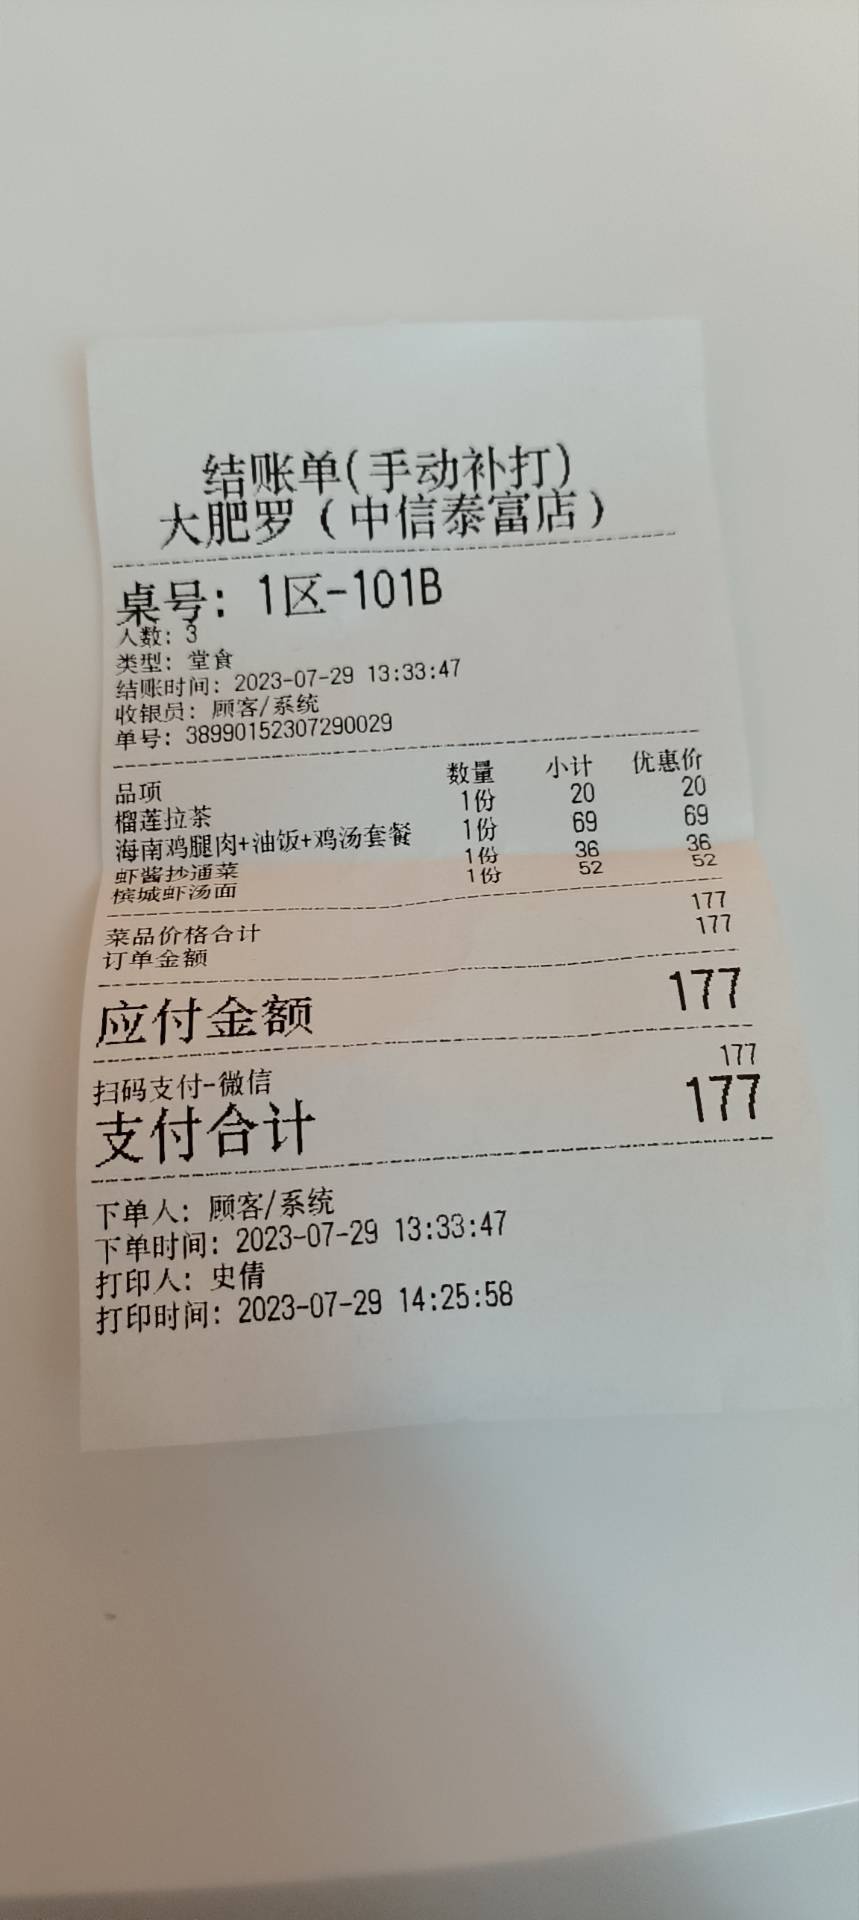 结账单(手动补打)
大肥罗（中信泰富店）
桌号: 1区-101B
人数: 3
类型: 堂食
结账时间: 2023-07-29 13:33:47
收银员: 顾客/系统
单号: 38990152307290029
品项 数量 小计 优惠价
榴莲拉茶 1份 20 20
海南鸡腿肉+油饭+鸡汤套餐 1份 69 69
虾酱抄通菜 1份 36 36
槟城虾汤面 1份 52 52
菜品价格合计 177
订单金额 177
应付金额 177
扫码支付-微信 177
支付合计 177
下单人: 顾客/系统
下单时间: 2023-07-29 13:33:47
打印人: 史倩
打印时间: 2023-07-29 14:25:58